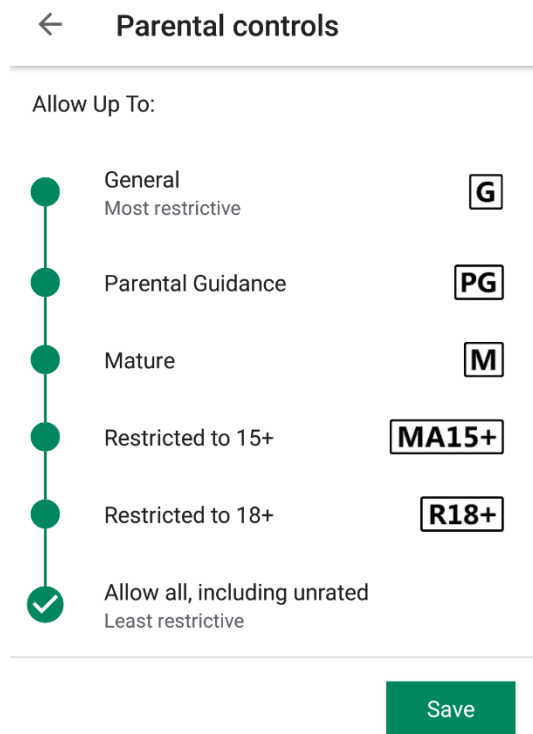 Parental controls
Allow Up To:
General
Most restrictive
G
Parental Guidance
PG
Mature
M
Restricted to 15+
MA15+
Restricted to 18+
R18+
Allow all, including unrated
Least restrictive
Save